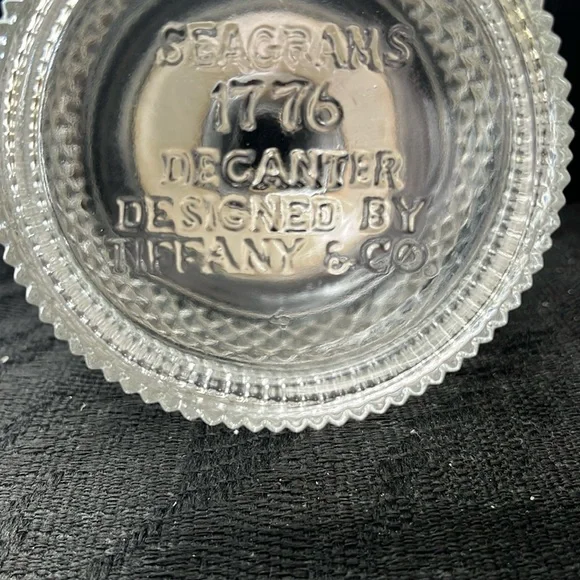 SEAGRAMS
1776
DECANTER
DESIGNED BY
TIFFANY & CO.